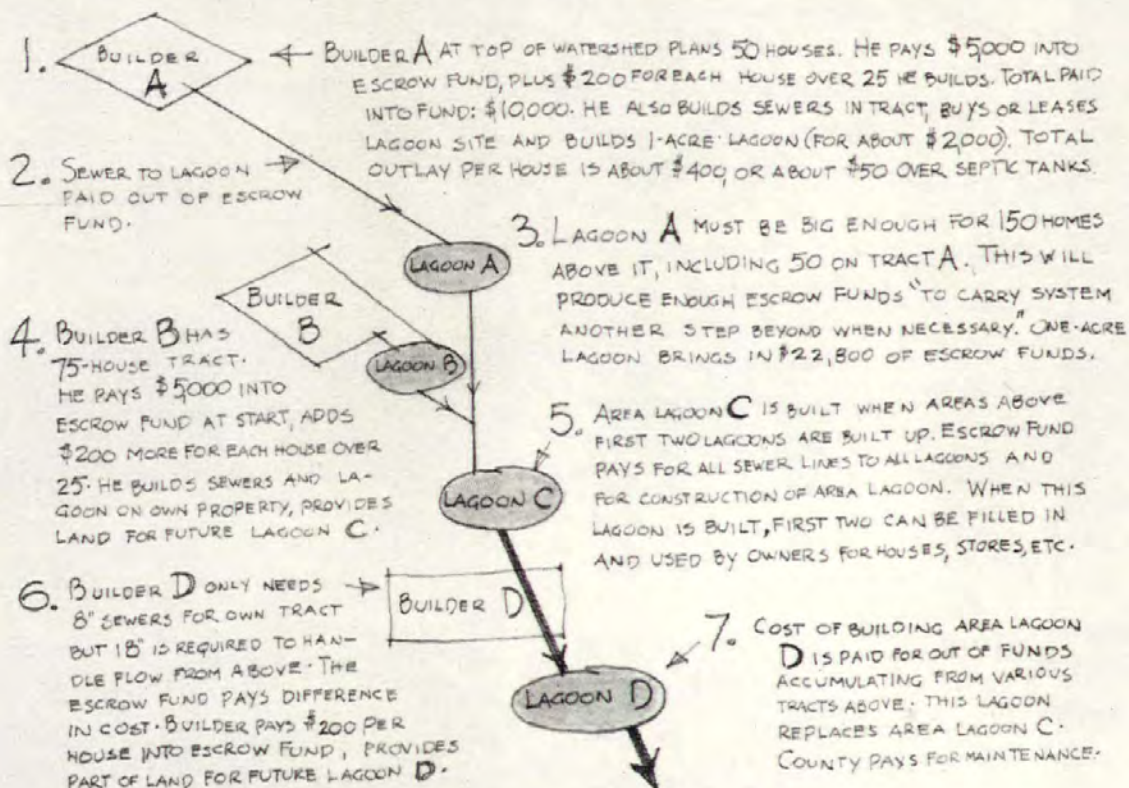 1.
BUILDER
A
← BUILDER A AT TOP OF WATERSHED PLANS 50 HOUSES. HE PAYS $5,000 INTO
ESCROW FUND, PLUS $200 FOR EACH HOUSE OVER 25 HE BUILDS. TOTAL PAID
INTO FUND: $10,000. HE ALSO BUILDS SEWERS IN TRACT, BUYS OR LEASES
LAGOON SITE AND BUILDS 1-ACRE LAGOON (FOR ABOUT $2,000). TOTAL
OUTLAY PER HOUSE IS ABOUT $400, OR ABOUT $50 OVER SEPTIC TANKS.
2. SEWER TO LAGOON →
PAID OUT OF ESCROW
FUND.
LAGOON A
3. LAGOON A MUST BE BIG ENOUGH FOR 150 HOMES
ABOVE IT, INCLUDING 50 ON TRACT A. THIS WILL
PRODUCE ENOUGH ESCROW FUNDS "TO CARRY SYSTEM
ANOTHER STEP BEYOND WHEN NECESSARY." ONE-ACRE
LAGOON BRINGS IN $22,800 OF ESCROW FUNDS.
BUILDER
B
LAGOON B
4. BUILDER B HAS
75-HOUSE TRACT.
HE PAYS $5,000 INTO
ESCROW FUND AT START, ADDS
$200 MORE FOR EACH HOUSE OVER
25. HE BUILDS SEWERS AND LA-
GOON ON OWN PROPERTY, PROVIDES
LAND FOR FUTURE LAGOON C.
LAGOON C
5. AREA LAGOON C IS BUILT WHEN AREAS ABOVE
FIRST TWO LAGOONS ARE BUILT UP. ESCROW FUND
PAYS FOR ALL SEWER LINES TO ALL LAGOONS AND
FOR CONSTRUCTION OF AREA LAGOON. WHEN THIS
LAGOON IS BUILT, FIRST TWO CAN BE FILLED IN
AND USED BY OWNERS FOR HOUSES, STORES, ETC.
6. BUILDER D ONLY NEEDS →
8" SEWERS FOR OWN TRACT
BUT 18" IS REQUIRED TO HAN-
DLE FLOW FROM ABOVE. THE
ESCROW FUND PAYS DIFFERENCE
IN COST. BUILDER PAYS $200 PER
HOUSE INTO ESCROW FUND, PROVIDES
PART OF LAND FOR FUTURE LAGOON D.
BUILDER D
LAGOON D
7. COST OF BUILDING AREA LAGOON
D IS PAID FOR OUT OF FUNDS
ACCUMULATING FROM VARIOUS
TRACTS ABOVE. THIS LAGOON
REPLACES AREA LAGOON C.
COUNTY PAYS FOR MAINTENANCE.